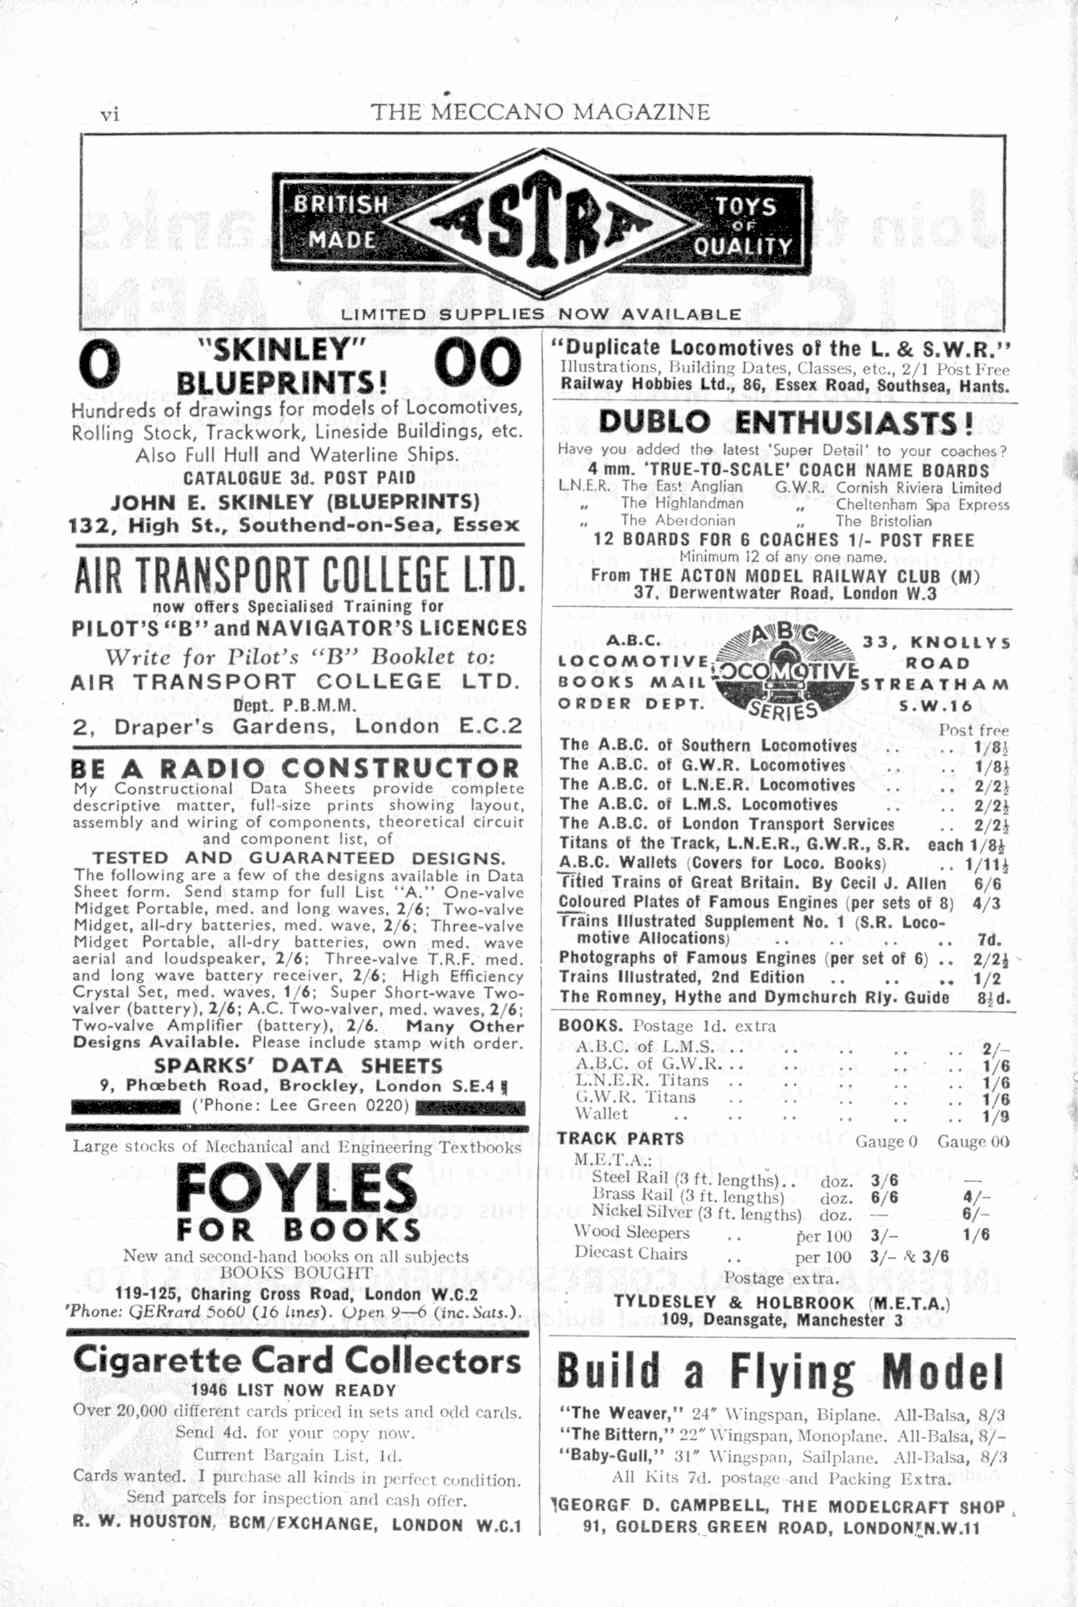 vi
THE MECCANO MAGAZINE
BRITISH MADE
ASTRA
TOYS OF QUALITY
LIMITED SUPPLIES NOW AVAILABLE
O "SKINLEY" OO
BLUEPRINTS!
Hundreds of drawings for models of Locomotives,
Rolling Stock, Trackwork, Lineside Buildings, etc.
Also Full Hull and Waterline Ships.
CATALOGUE 3d. POST PAID
JOHN E. SKINLEY (BLUEPRINTS)
132, High St., Southend-on-Sea, Essex
AIR TRANSPORT COLLEGE LTD.
now offers Specialised Training for
PILOT'S "B" and NAVIGATOR'S LICENCES
Write for Pilot's "B" Booklet to:
AIR TRANSPORT COLLEGE LTD.
Dept. P.B.M.M.
2, Draper's Gardens, London E.C.2
BE A RADIO CONSTRUCTOR
My Constructional Data Sheets provide complete
descriptive matter, full-size prints showing layout,
assembly and wiring of components, theoretical circuit
and component list, of
TESTED AND GUARANTEED DESIGNS.
The following are a few of the designs available in Data
Sheet form. Send stamp for full List "A." One-valve
Midget Portable, med. and long waves, 2/6; Two-valve
Midget, all-dry batteries, med. wave, 2/6; Three-valve
Midget Portable, all-dry batteries, own med. wave
aerial and loudspeaker, 2/6; Three-valve T.R.F. med.
and long wave battery receiver, 2/6; High Efficiency
Crystal Set, med. waves, 1/6; Super Short-wave Two-
valver (battery), 2/6; A.C. Two-valver, med. waves, 2/6;
Two-valve Amplifier (battery), 2/6. Many Other
Designs Available. Please include stamp with order.
SPARKS' DATA SHEETS
9, Phœbeth Road, Brockley, London S.E.4
('Phone: Lee Green 0220)
Large stocks of Mechanical and Engineering Textbooks
FOYLES
FOR BOOKS
New and second-hand books on all subjects
BOOKS BOUGHT
119-125, Charing Cross Road, London W.C.2
'Phone: GERrard 5660 (16 lines). Open 9—6 (inc. Sats.).
Cigarette Card Collectors
1946 LIST NOW READY
Over 20,000 different cards priced in sets and odd cards.
Send 4d. for your copy now.
Current Bargain List, 1d.
Cards wanted. I purchase all kinds in perfect condition.
Send parcels for inspection and cash offer.
R. W. HOUSTON, BCM/EXCHANGE, LONDON W.C.1
"Duplicate Locomotives of the L. & S.W.R."
Illustrations, Building Dates, Classes, etc., 2/1 Post Free
Railway Hobbies Ltd., 86, Essex Road, Southsea, Hants.
DUBLO ENTHUSIASTS!
Have you added the latest 'Super Detail' to your coaches?
4 mm. 'TRUE-TO-SCALE' COACH NAME BOARDS
L.N.E.R. The East Anglian G.W.R. Cornish Riviera Limited
„ The Highlandman „ Cheltenham Spa Express
„ The Aberdonian „ The Bristolian
12 BOARDS FOR 6 COACHES 1/- POST FREE
Minimum 12 of any one name.
From THE ACTON MODEL RAILWAY CLUB (M)
37, Derwentwater Road, London W.3
A.B.C.
LOCOMOTIVE
BOOKS MAIL
ORDER DEPT.
ABC
LOCOMOTIVE
SERIES
33, KNOLLYS
ROAD
STREATHAM
S.W.16
Post free
The A.B.C. of Southern Locomotives .. .. 1/8½
The A.B.C. of G.W.R. Locomotives .. .. 1/8½
The A.B.C. of L.N.E.R. Locomotives .. .. 2/2½
The A.B.C. of L.M.S. Locomotives .. .. 2/2½
The A.B.C. of London Transport Services .. 2/2½
Titans of the Track, L.N.E.R., G.W.R., S.R. each 1/8½
A.B.C. Wallets (Covers for Loco. Books) .. 1/11½
Titled Trains of Great Britain. By Cecil J. Allen 6/6
Coloured Plates of Famous Engines (per sets of 8) 4/3
Trains Illustrated Supplement No. 1 (S.R. Loco-
motive Allocations) .. .. .. .. 7d.
Photographs of Famous Engines (per set of 6) .. 2/2½
Trains Illustrated, 2nd Edition .. .. .. 1/2
The Romney, Hythe and Dymchurch Rly. Guide 8½d.
BOOKS. Postage 1d. extra
A.B.C. of L.M.S. .. .. .. .. .. 2/-
A.B.C. of G.W.R. .. .. .. .. .. 1/6
L.N.E.R. Titans .. .. .. .. .. 1/6
G.W.R. Titans .. .. .. .. .. 1/6
Wallet .. .. .. .. .. .. 1/9
TRACK PARTS Gauge 0 Gauge 00
M.E.T.A.:
Steel Rail (3 ft. lengths) .. doz. 3/6 —
Brass Rail (3 ft. lengths) doz. 6/6 4/-
Nickel Silver (3 ft. lengths) doz. — 6/-
Wood Sleepers .. per 100 3/- 1/6
Diecast Chairs .. per 100 3/- & 3/6
Postage extra.
TYLDESLEY & HOLBROOK (M.E.T.A.)
109, Deansgate, Manchester 3
Build a Flying Model
"The Weaver," 24" Wingspan, Biplane. All-Balsa, 8/3
"The Bittern," 22" Wingspan, Monoplane. All-Balsa, 8/-
"Baby-Gull," 31" Wingspan, Sailplane. All-Balsa, 8/3
All Kits 7d. postage and Packing Extra.
GEORGE D. CAMPBELL, THE MODELCRAFT SHOP
91, GOLDERS GREEN ROAD, LONDON N.W.11